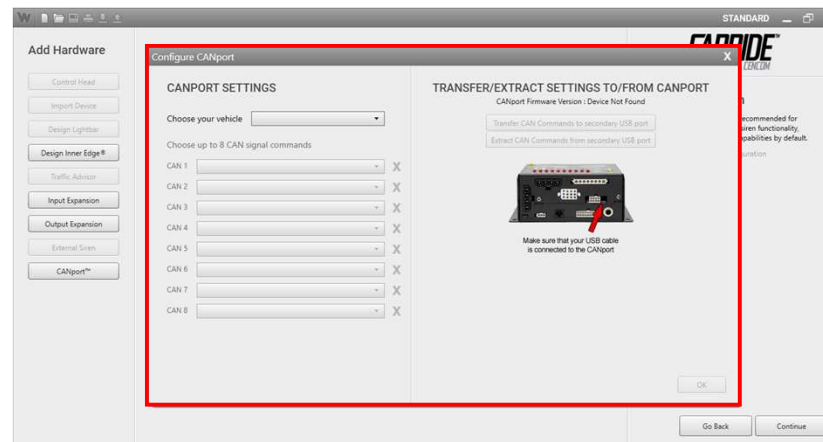 W
STANDARD
Add Hardware
Control Head
Import Device
Design Lightbar
Design Inner Edge®
Traffic Advisor
Input Expansion
Output Expansion
External Siren
CANport™
Configure CANport
X
CANPORT SETTINGS
Choose your vehicle
Choose up to 8 CAN signal commands
CAN 1 X
CAN 2 X
CAN 3 X
CAN 4 X
CAN 5 X
CAN 6 X
CAN 7 X
CAN 8 X
TRANSFER/EXTRACT SETTINGS TO/FROM CANPORT
CANport Firmware Version : Device Not Found
Transfer CAN Commands to secondary USB port
Extract CAN Commands from secondary USB port
Make sure that your USB cable
is connected to the CANport
OK
CENCOM
ecommended for
siren functionality,
apabilities by default.
uration
Go Back
Continue